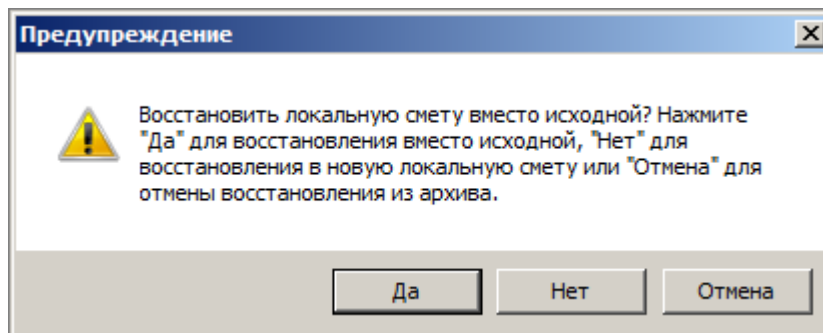 Предупреждение
Восстановить локальную смету вместо исходной? Нажмите
"Да" для восстановления вместо исходной, "Нет" для
восстановления в новую локальную смету или "Отмена" для
отмены восстановления из архива.
Да Нет Отмена